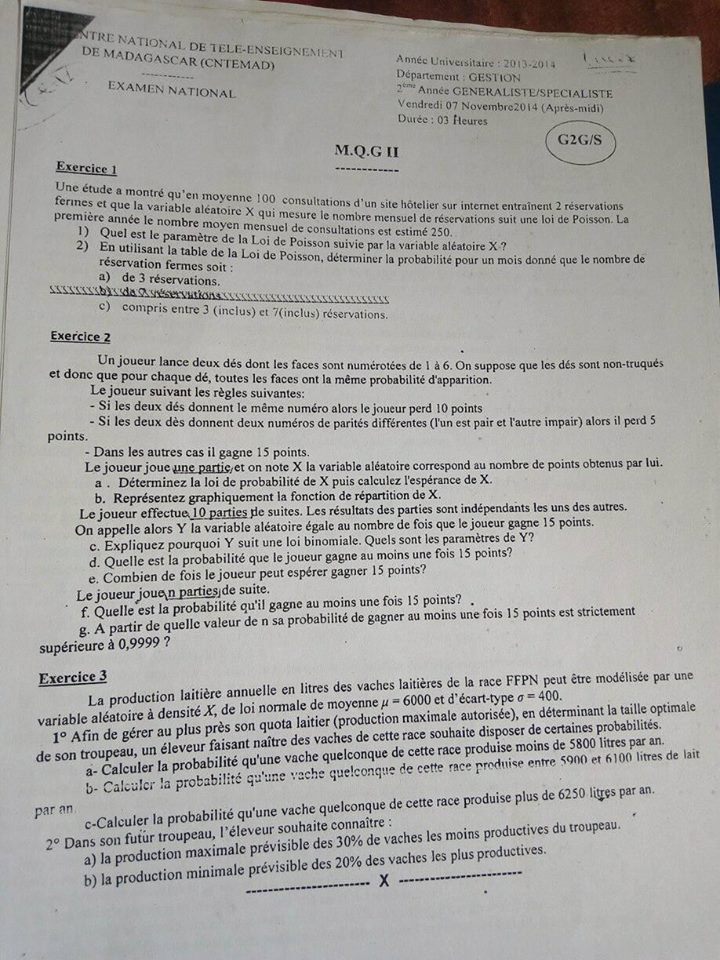 NTRE NATIONAL DE TELE-ENSEIGNEMENT
DE MADAGASCAR (CNTEMAD)
------------
EXAMEN NATIONAL
Année Universitaire : 2013-2014
Département : GESTION
2ème Année GENERALISTE/SPECIALISTE
Vendredi 07 Novembre2014 (Après-midi)
Durée : 03 Heures
G2G/S
M.Q.G II
------------
Exercice 1
Une étude a montré qu'en moyenne 100 consultations d'un site hôtelier sur internet entraînent 2 réservations
fermes et que la variable aléatoire X qui mesure le nombre mensuel de réservations suit une loi de Poisson. La
première année le nombre moyen mensuel de consultations est estimé 250.
1) Quel est le paramètre de la Loi de Poisson suivie par la variable aléatoire X ?
2) En utilisant la table de la Loi de Poisson, déterminer la probabilité pour un mois donné que le nombre de
réservation fermes soit :
a) de 3 réservations.
réservations
c) compris entre 3 (inclus) et 7(inclus) réservations.
Exercice 2
Un joueur lance deux dés dont les faces sont numérotées de 1 à 6. On suppose que les dés sont non-truqués
et donc que pour chaque dé, toutes les faces ont la même probabilité d'apparition.
Le joueur suivant les règles suivantes:
- Si les deux dés donnent le même numéro alors le joueur perd 10 points
- Si les deux dès donnent deux numéros de parités différentes (l'un est pair et l'autre impair) alors il perd 5
points.
- Dans les autres cas il gagne 15 points.
Le joueur joue une partie et on note X la variable aléatoire correspond au nombre de points obtenus par lui.
a . Déterminez la loi de probabilité de X puis calculez l'espérance de X.
b. Représentez graphiquement la fonction de répartition de X.
Le joueur effectue 10 parties de suites. Les résultats des parties sont indépendants les uns des autres.
On appelle alors Y la variable aléatoire égale au nombre de fois que le joueur gagne 15 points.
c. Expliquez pourquoi Y suit une loi binomiale. Quels sont les paramètres de Y?
d. Quelle est la probabilité que le joueur gagne au moins une fois 15 points?
e. Combien de fois le joueur peut espérer gagner 15 points?
Le joueur joue n parties de suite.
f. Quelle est la probabilité qu'il gagne au moins une fois 15 points?
g. A partir de quelle valeur de n sa probabilité de gagner au moins une fois 15 points est strictement
supérieure à 0,9999 ?
Exercice 3
La production laitière annuelle en litres des vaches laitières de la race FFPN peut être modélisée par une
variable aléatoire à densité X, de loi normale de moyenne μ = 6000 et d'écart-type σ = 400.
1° Afin de gérer au plus près son quota laitier (production maximale autorisée), en déterminant la taille optimale
de son troupeau, un éleveur faisant naître des vaches de cette race souhaite disposer de certaines probabilités.
a- Calculer la probabilité qu'une vache quelconque de cette race produise moins de 5800 litres par an.
b- Calculer la probabilité qu'une vache quelconque de cette race produise entre 5900 et 6100 litres de lait
par an.
c-Calculer la probabilité qu'une vache quelconque de cette race produise plus de 6250 litres par an.
2° Dans son futur troupeau, l'éleveur souhaite connaître :
a) la production maximale prévisible des 30% de vaches les moins productives du troupeau.
b) la production minimale prévisible des 20% des vaches les plus productives.
---------------------- X ----------------------